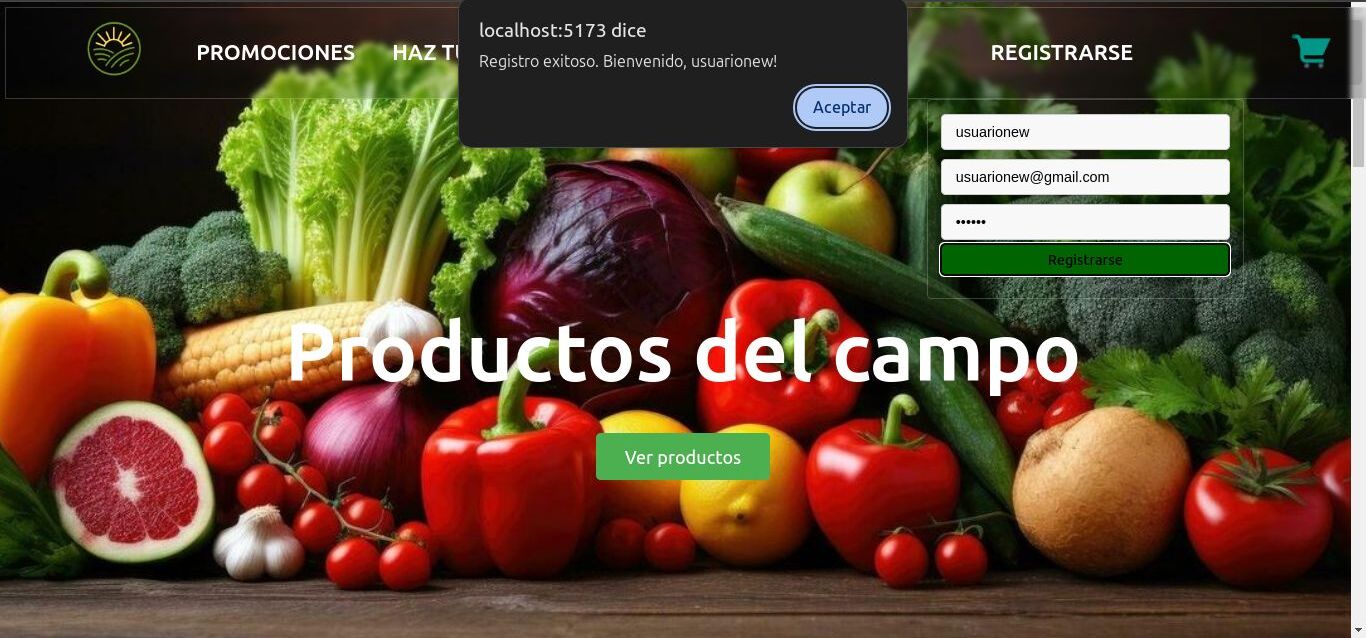 localhost:5173 dice
Registro exitoso. Bienvenido, usuarionew!
Aceptar
PROMOCIONES
HAZ TU
REGISTRARSE
usuarionew
usuarionew@gmail.com
••••••
Registrarse
Productos del campo
Ver productos